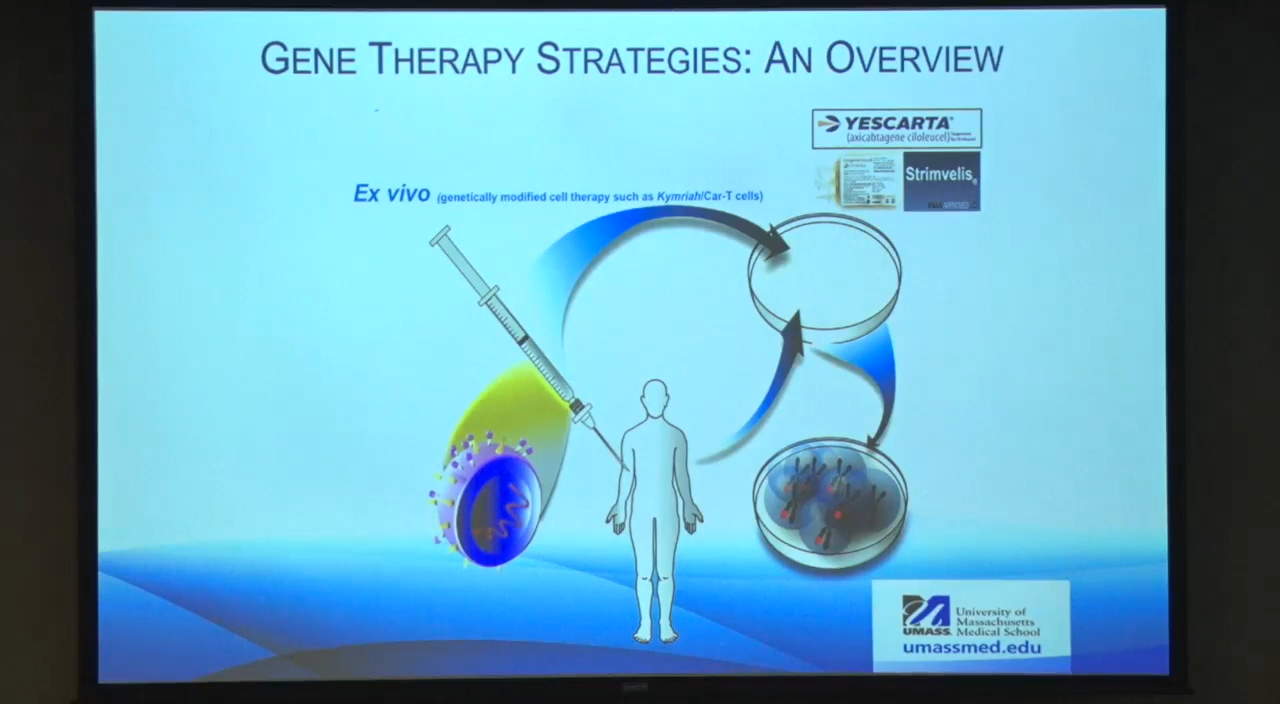 GENE THERAPY STRATEGIES: AN OVERVIEW
YESCARTA®
(axicabtagene ciloleucel)
Strimvelis®
Ex vivo (genetically modified cell therapy such as Kymriah/Car-T cells)
UMASS
University of
Massachusetts
Medical School
umassmed.edu